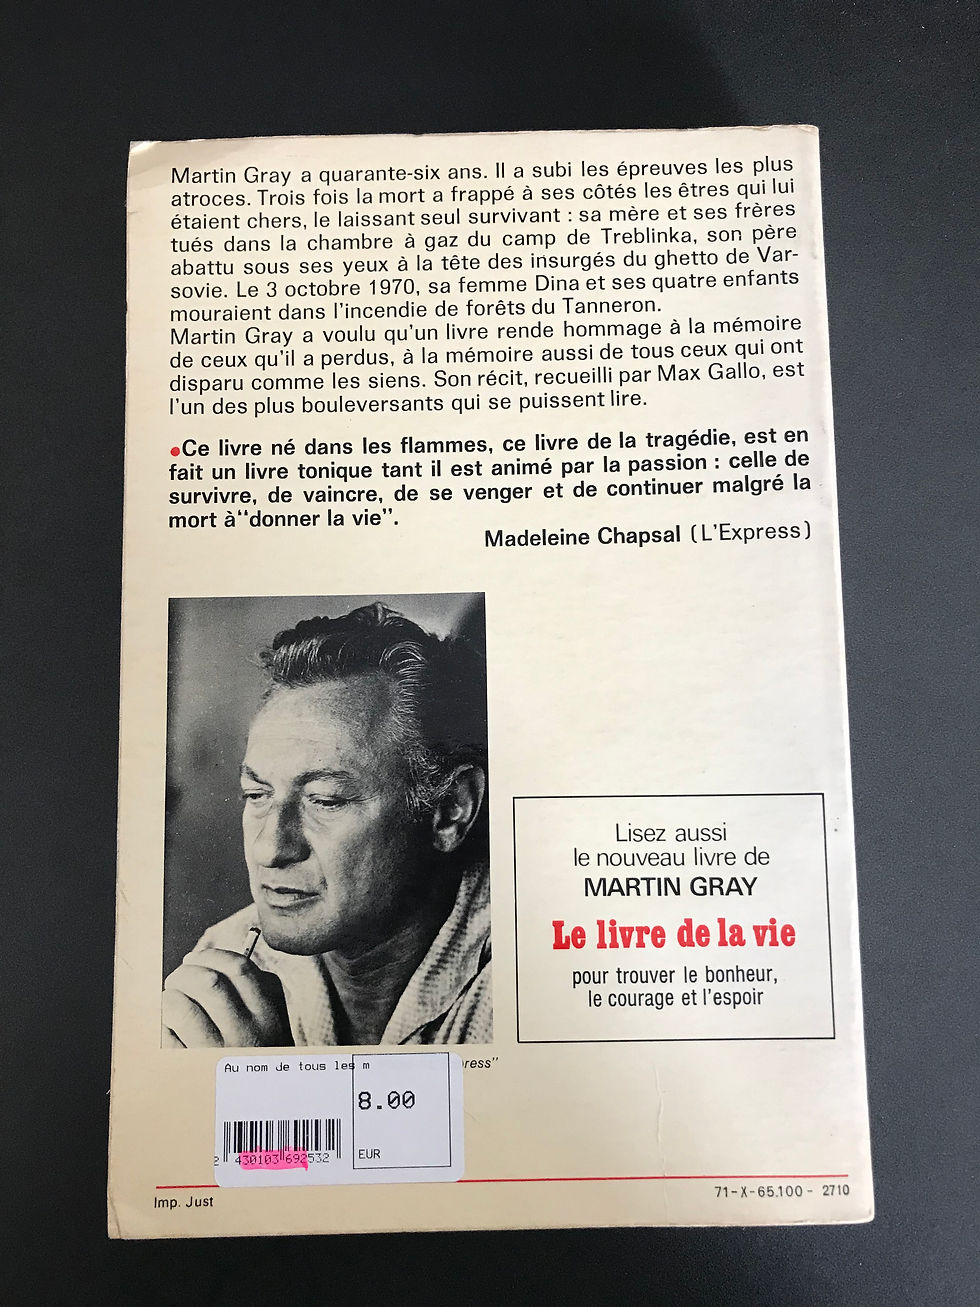 Martin Gray a quarante-six ans. Il a subi les épreuves les plus
atroces. Trois fois la mort a frappé à ses côtés les êtres qui lui
étaient chers, le laissant seul survivant : sa mère et ses frères
tués dans la chambre à gaz du camp de Treblinka, son père
abattu sous ses yeux à la tête des insurgés du ghetto de Var-
sovie. Le 3 octobre 1970, sa femme Dina et ses quatre enfants
mouraient dans l'incendie de forêts du Tanneron.
Martin Gray a voulu qu'un livre rende hommage à la mémoire
de ceux qu'il a perdus, à la mémoire aussi de tous ceux qui ont
disparu comme les siens. Son récit, recueilli par Max Gallo, est
l'un des plus bouleversants qui se puissent lire.
•Ce livre né dans les flammes, ce livre de la tragédie, est en
fait un livre tonique tant il est animé par la passion : celle de
survivre, de vaincre, de se venger et de continuer malgré la
mort à "donner la vie".
Madeleine Chapsal (L'Express)
Lisez aussi
le nouveau livre de
MARTIN GRAY
Le livre de la vie
pour trouver le bonheur,
le courage et l'espoir
ress"
Au nom de tous les m
8.00
2 430103 692532
EUR
Imp. Just
71-X-65.100 - 2710